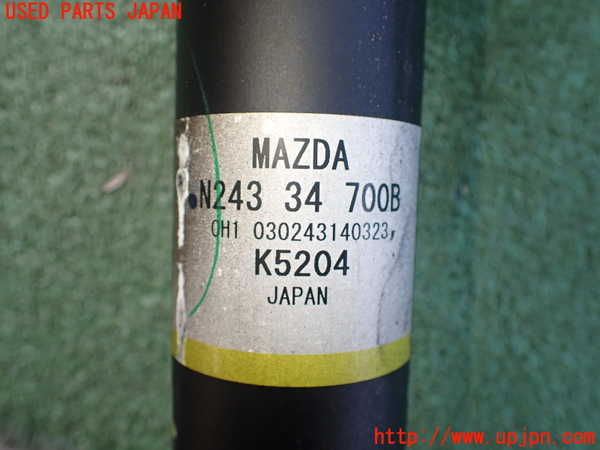 USED PARTS JAPAN
MAZDA
N243 34 700B
0H1 030243140323,
K5204
JAPAN
http://www.upjpn.com